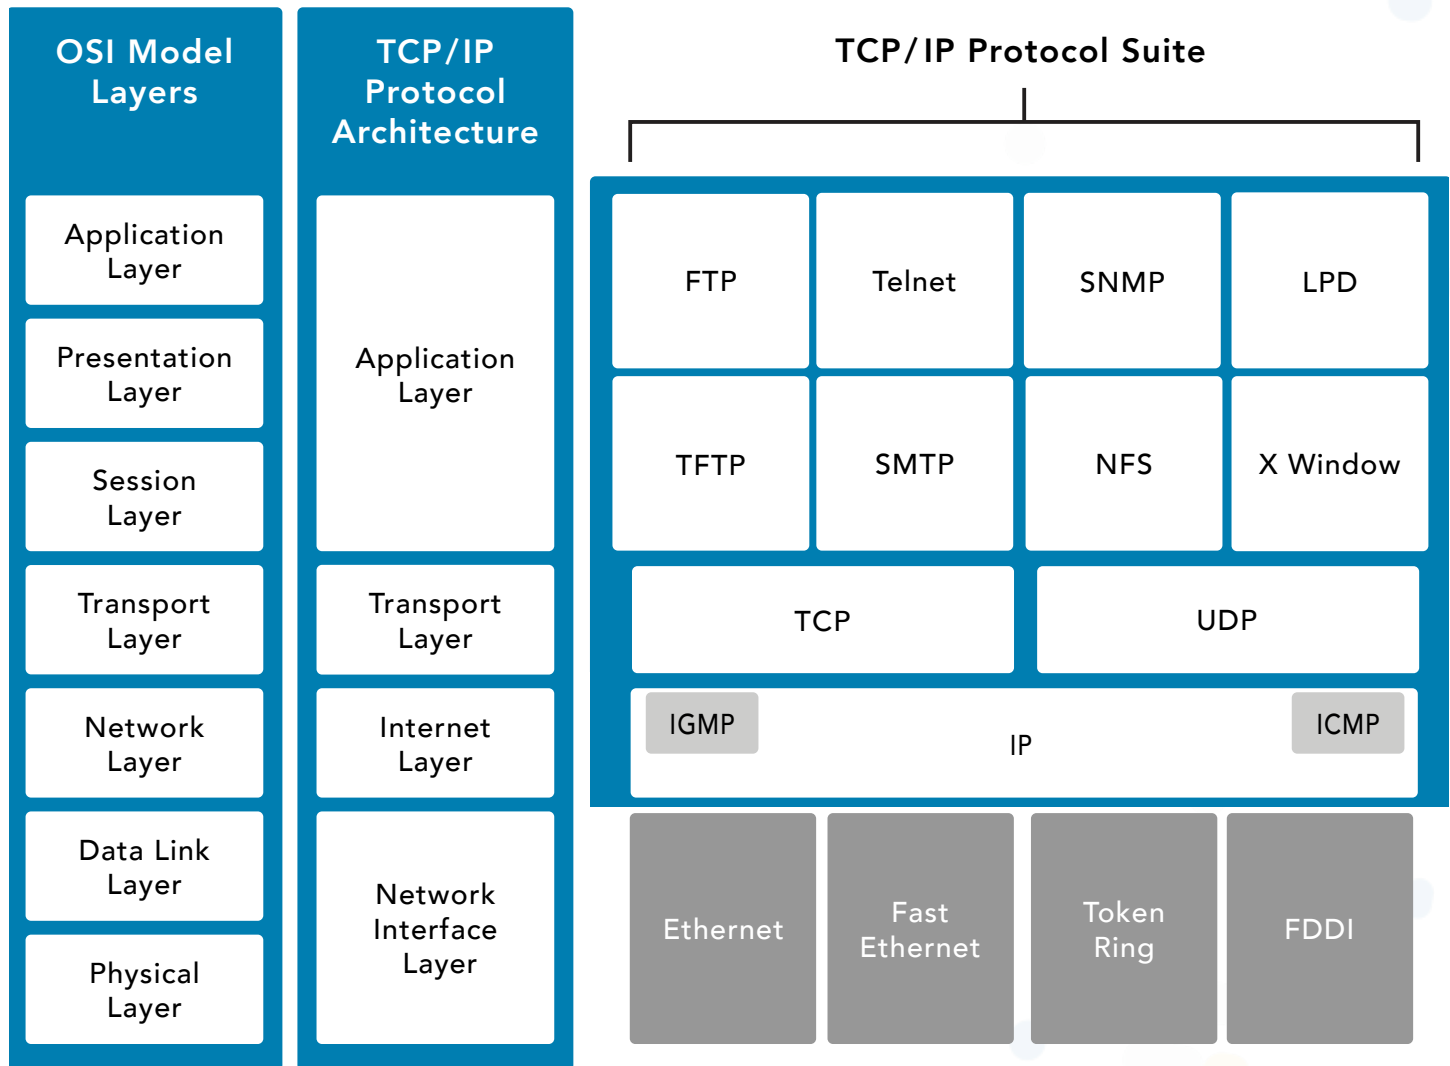 OSI Model
Layers
TCP/IP
Protocol
Architecture
TCP/IP Protocol Suite
Application
Layer
Presentation
Layer
Session
Layer
Transport
Layer
Network
Layer
Data Link
Layer
Physical
Layer
Application
Layer
Transport
Layer
Internet
Layer
Network
Interface
Layer
FTP
Telnet
SNMP
LPD
TFTP
SMTP
NFS
X Window
TCP
UDP
IGMP
IP
ICMP
Ethernet
Fast
Ethernet
Token
Ring
FDDI